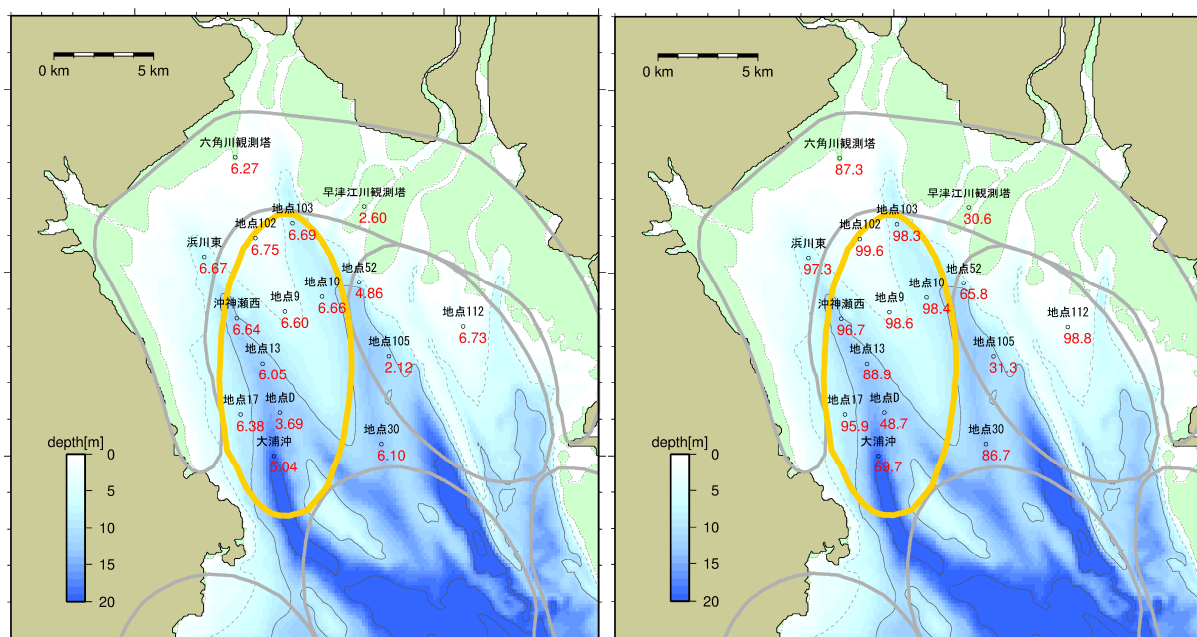 0 km 5 km
六角川観測塔
6.27
早津江川観測塔
2.60
地点103
6.69
地点102
6.75
浜川東
6.67
地点52
4.86
地点10
6.66
地点9
6.60
沖神瀬西
6.64
地点112
6.73
地点13
6.05
地点105
2.12
地点17
6.38
地点D
3.69
地点30
6.10
大浦沖
5.04
depth[m]
0
5
10
15
20
0 km 5 km
六角川観測塔
87.3
早津江川観測塔
30.6
地点103
98.3
地点102
99.6
浜川東
97.3
地点52
65.8
地点10
98.4
地点9
98.6
沖神瀬西
96.7
地点112
98.8
地点13
88.9
地点105
31.3
地点17
95.9
地点D
48.7
地点30
86.7
大浦沖
69.7
depth[m]
0
5
10
15
20